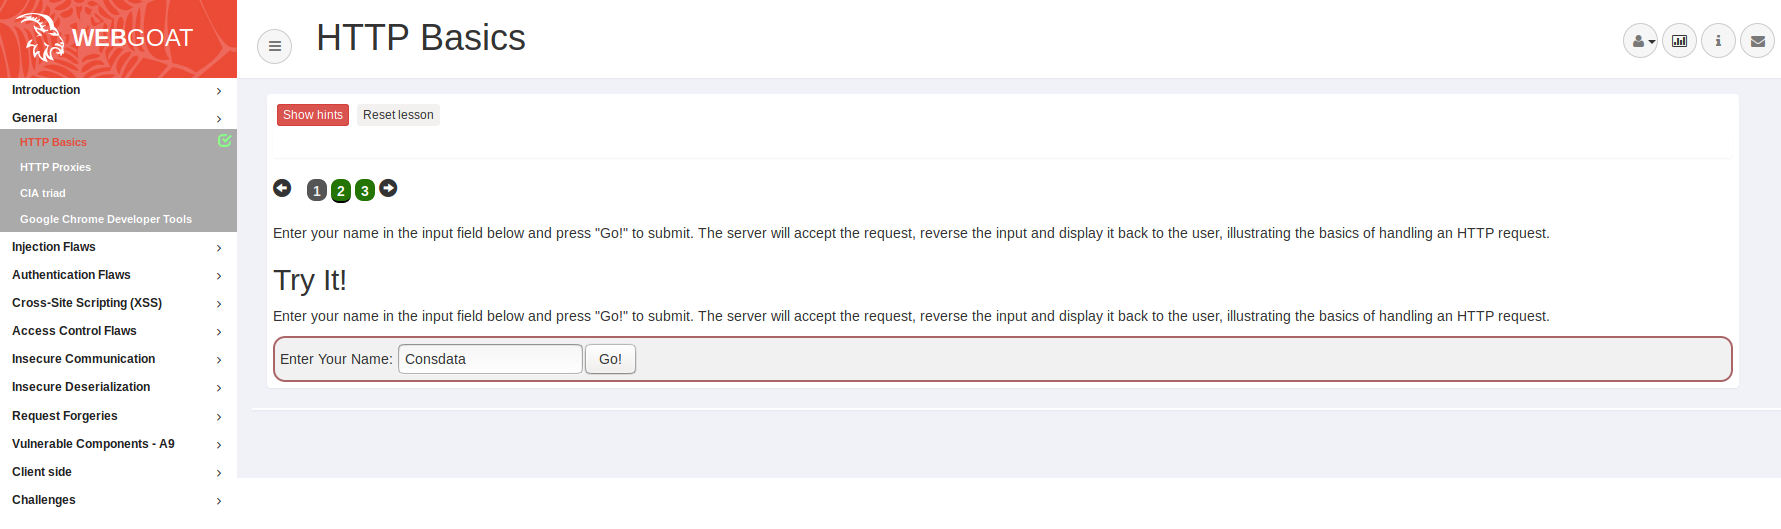 WEBGOAT
HTTP Basics
Introduction
General
HTTP Basics
HTTP Proxies
CIA triad
Google Chrome Developer Tools
Injection Flaws
Authentication Flaws
Cross-Site Scripting (XSS)
Access Control Flaws
Insecure Communication
Insecure Deserialization
Request Forgeries
Vulnerable Components - A9
Client side
Challenges
Show hints Reset lesson
1 2 3
Enter your name in the input field below and press "Go!" to submit. The server will accept the request, reverse the input and display it back to the user, illustrating the basics of handling an HTTP request.
Try It!
Enter your name in the input field below and press "Go!" to submit. The server will accept the request, reverse the input and display it back to the user, illustrating the basics of handling an HTTP request.
Enter Your Name: Consdata Go!